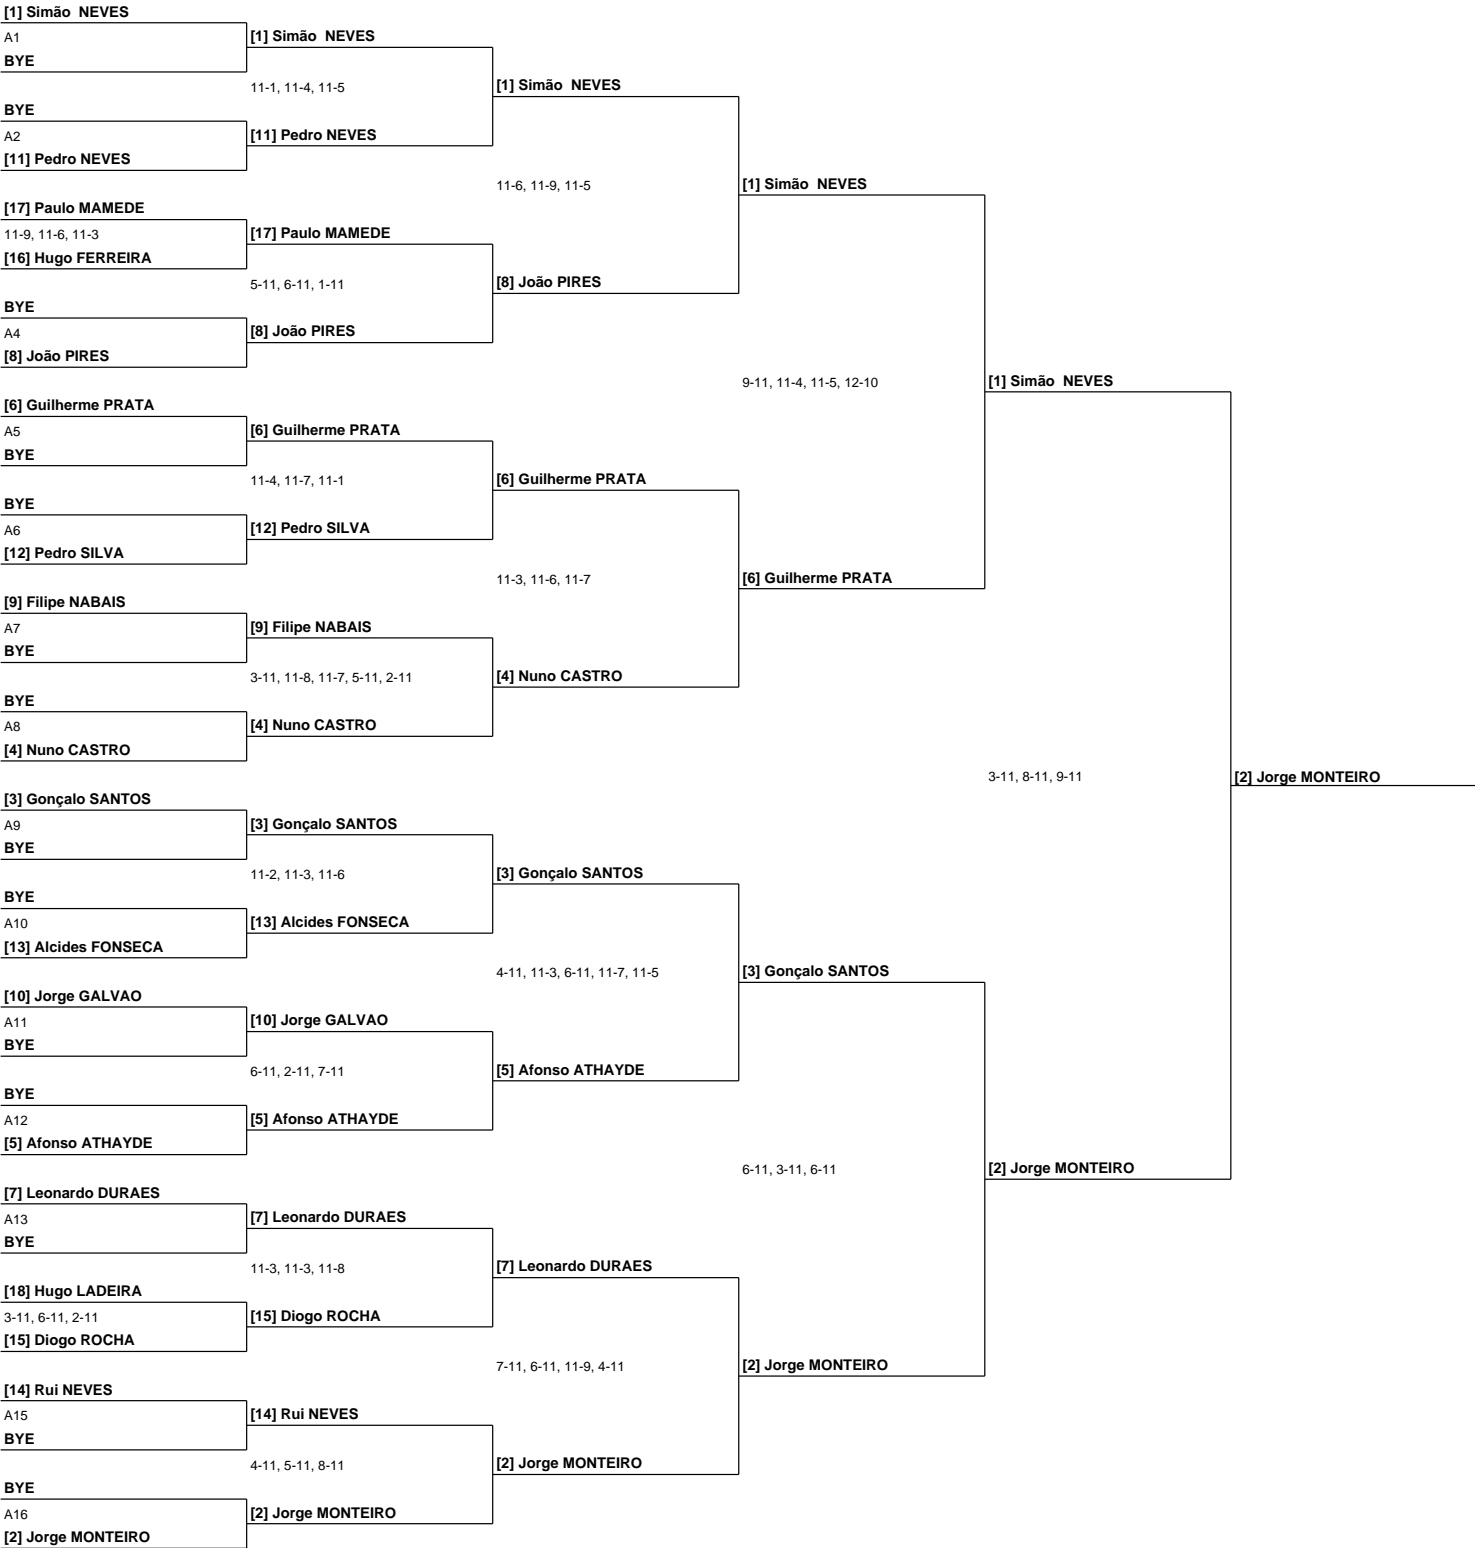 [1] Simão  NEVES
A1
BYE
BYE
A2
[11] Pedro NEVES
[17] Paulo MAMEDE
11-9, 11-6, 11-3
[16] Hugo FERREIRA
BYE
A4
[8] João PIRES
[6] Guilherme PRATA
A5
BYE
BYE
A6
[12] Pedro SILVA
[9] Filipe NABAIS
A7
BYE
BYE
A8
[4] Nuno CASTRO
[3] Gonçalo SANTOS
A9
BYE
BYE
A10
[13] Alcides FONSECA
[10] Jorge GALVAO
A11
BYE
BYE
A12
[5] Afonso ATHAYDE
[7] Leonardo DURAES
A13
BYE
[18] Hugo LADEIRA
3-11, 6-11, 2-11
[15] Diogo ROCHA
[14] Rui NEVES
A15
BYE
BYE
A16
[2] Jorge MONTEIRO
[1] Simão  NEVES
11-1, 11-4, 11-5
[11] Pedro NEVES
[17] Paulo MAMEDE
5-11, 6-11, 1-11
[8] João PIRES
[6] Guilherme PRATA
11-4, 11-7, 11-1
[12] Pedro SILVA
[9] Filipe NABAIS
3-11, 11-8, 11-7, 5-11, 2-11
[4] Nuno CASTRO
[3] Gonçalo SANTOS
11-2, 11-3, 11-6
[13] Alcides FONSECA
[10] Jorge GALVAO
6-11, 2-11, 7-11
[5] Afonso ATHAYDE
[7] Leonardo DURAES
11-3, 11-3, 11-8
[15] Diogo ROCHA
[14] Rui NEVES
4-11, 5-11, 8-11
[2] Jorge MONTEIRO
[1] Simão  NEVES
11-6, 11-9, 11-5
[8] João PIRES
[6] Guilherme PRATA
11-3, 11-6, 11-7
[4] Nuno CASTRO
[3] Gonçalo SANTOS
4-11, 11-3, 6-11, 11-7, 11-5
[5] Afonso ATHAYDE
[7] Leonardo DURAES
7-11, 6-11, 11-9, 4-11
[2] Jorge MONTEIRO
[1] Simão  NEVES
9-11, 11-4, 11-5, 12-10
[6] Guilherme PRATA
[3] Gonçalo SANTOS
6-11, 3-11, 6-11
[2] Jorge MONTEIRO
[1] Simão  NEVES
3-11, 8-11, 9-11
[2] Jorge MONTEIRO
[2] Jorge MONTEIRO